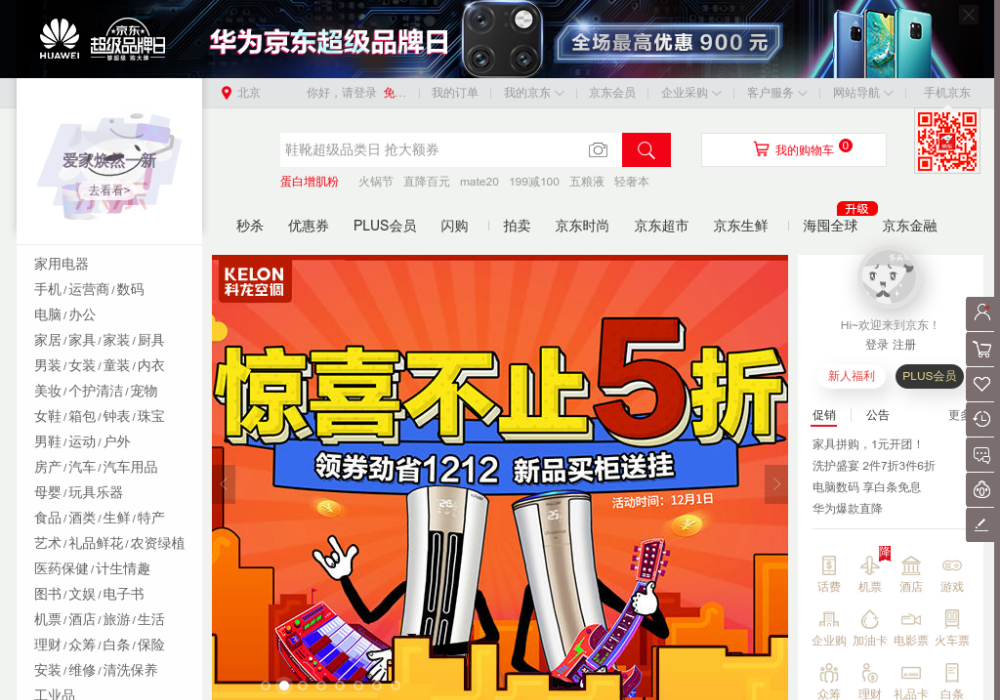 HUAWEI
京东
超级品牌日
华为京东超级品牌日
全场最高优惠 900 元
北京
你好，请登录 免…
我的订单
我的京东
京东会员
企业采购
客户服务
网站导航
手机京东
爱家焕然一新
去看看>
鞋靴超级品类日 抢大额券
我的购物车 0
蛋白增肌粉 火锅节 直降百元 mate20 199减100 五粮液 轻奢本
升级
秒杀 优惠券 PLUS会员 闪购 拍卖 京东时尚 京东超市 京东生鲜 海囤全球 京东金融
家用电器
手机/运营商/数码
电脑/办公
家居/家具/家装/厨具
男装/女装/童装/内衣
美妆/个护清洁/宠物
女鞋/箱包/钟表/珠宝
男鞋/运动/户外
房产/汽车/汽车用品
母婴/玩具乐器
食品/酒类/生鲜/特产
艺术/礼品鲜花/农资绿植
医药保健/计生情趣
图书/文娱/电子书
机票/酒店/旅游/生活
理财/众筹/白条/保险
安装/维修/清洗保养
工业品
KELON
科龙空调
惊喜不止5折
领券劲省1212 新品买柜送挂
活动时间：12月1日
Hi~欢迎来到京东！
登录 注册
新人福利 PLUS会员
促销 公告 更多
家具拼购，1元开团！
洗护盛宴 2件7折3件6折
电脑数码 享白条免息
华为爆款直降
降
话费 机票 酒店 游戏
企业购 加油卡 电影票 火车票
众筹 理财 礼品卡 白条